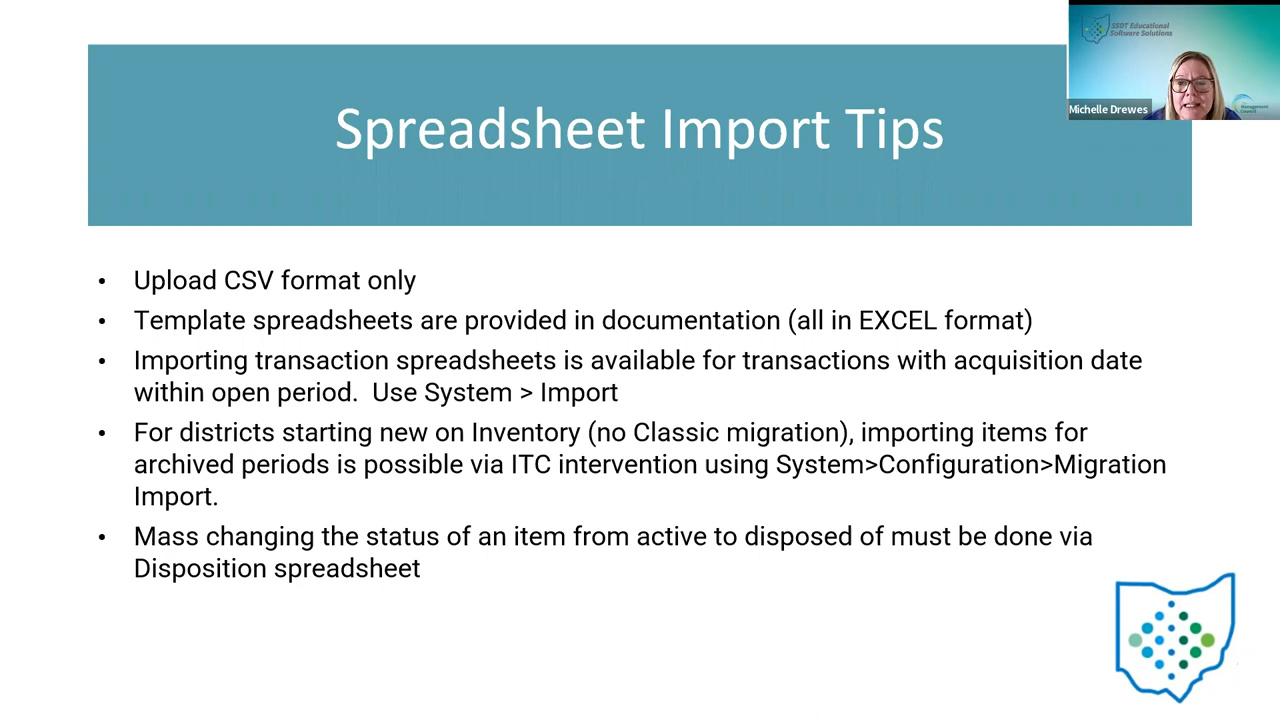 SSDT Educational
Software Solutions
Michelle Drewes
Management
Council
Spreadsheet Import Tips
• Upload CSV format only
• Template spreadsheets are provided in documentation (all in EXCEL format)
• Importing transaction spreadsheets is available for transactions with acquisition date
within open period.  Use System > Import
• For districts starting new on Inventory (no Classic migration), importing items for
archived periods is possible via ITC intervention using System>Configuration>Migration
Import.
• Mass changing the status of an item from active to disposed of must be done via
Disposition spreadsheet